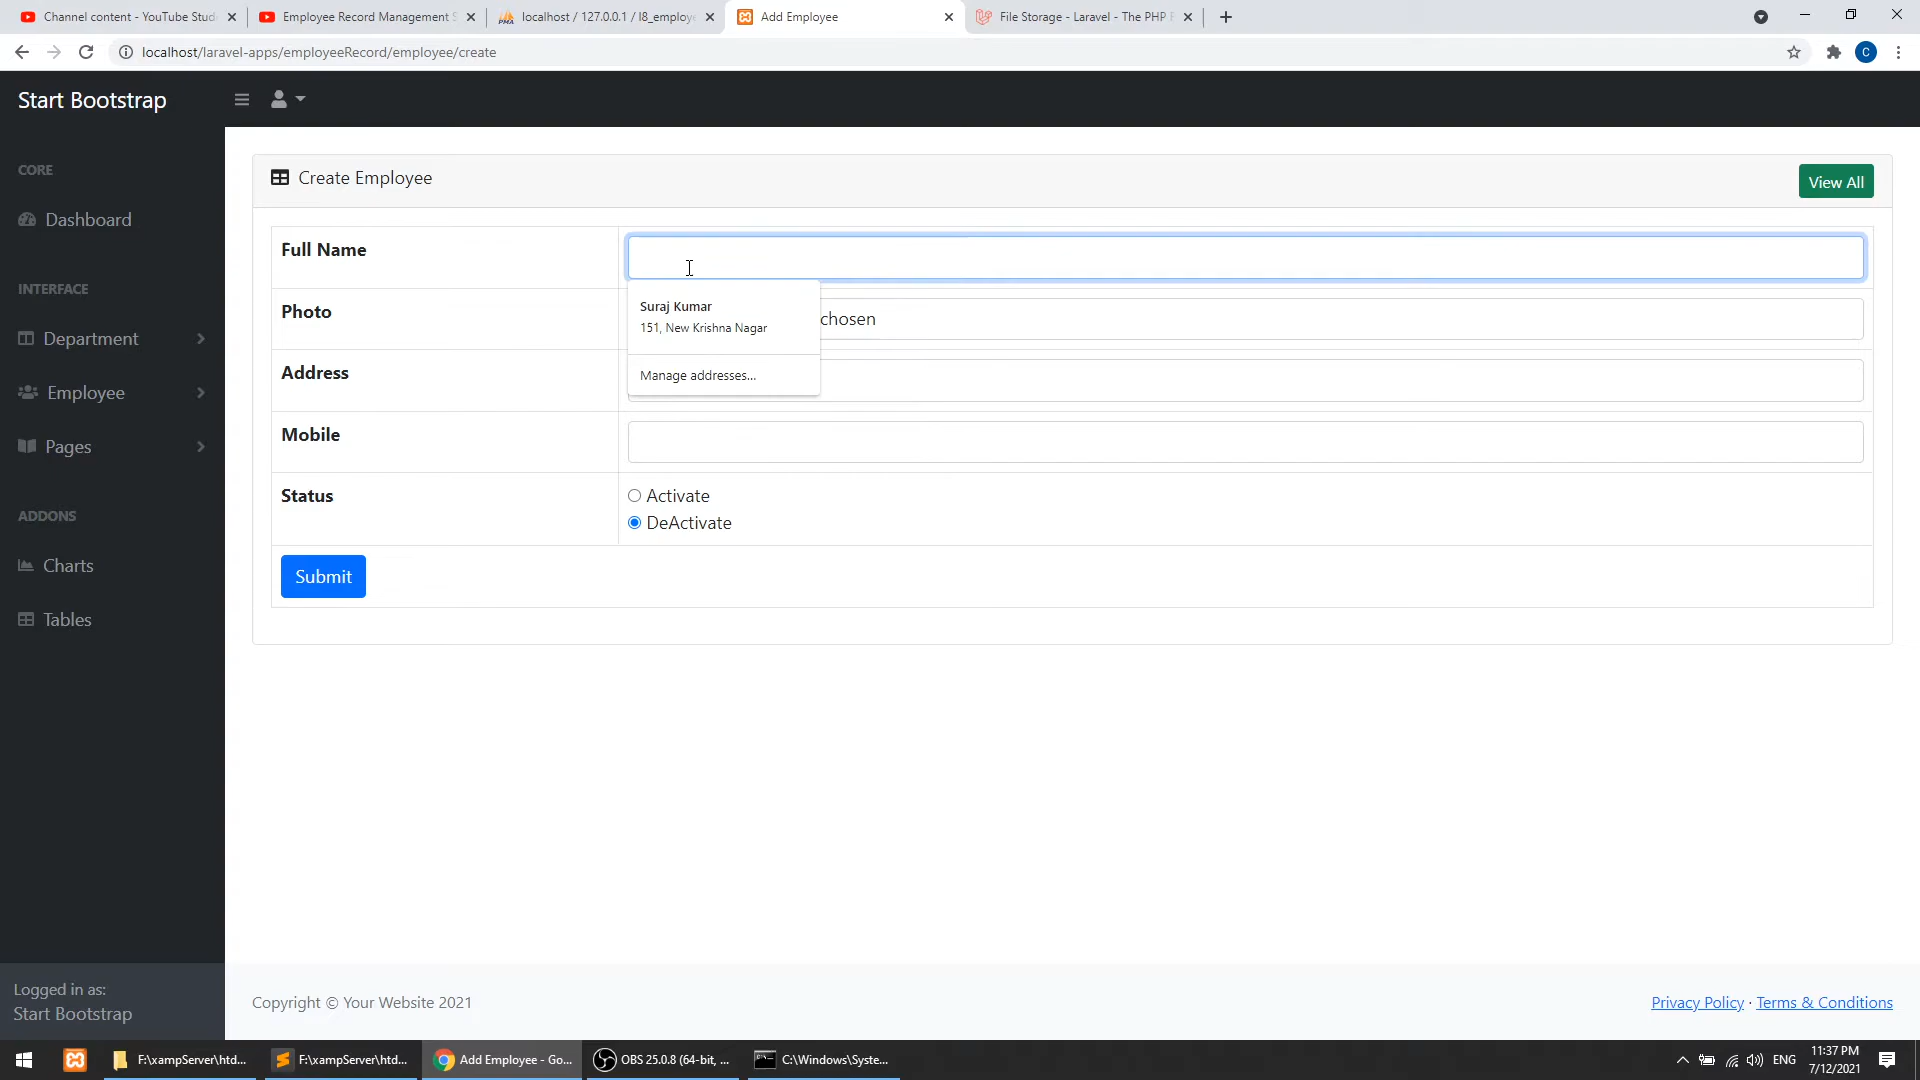 Channel content - YouTube Stud
Employee Record Management S
localhost / 127.0.0.1 / l8_employ
Add Employee
File Storage - Laravel - The PHP F
localhost/laravel-apps/employeeRecord/employee/create
C
Start Bootstrap
CORE
Dashboard
INTERFACE
Department
Employee
Pages
ADDONS
Charts
Tables
Logged in as:
Start Bootstrap
Create Employee
View All
Full Name
Suraj Kumar
151, New Krishna Nagar
Manage addresses...
Photo
chosen
Address
Mobile
Status
Activate
DeActivate
Submit
Copyright © Your Website 2021
Privacy Policy · Terms & Conditions
F:\xampServer\htd...
F:\xampServer\htd...
Add Employee - Go...
OBS 25.0.8 (64-bit, ...
C:\Windows\Syste...
ENG
11:37 PM
7/12/2021